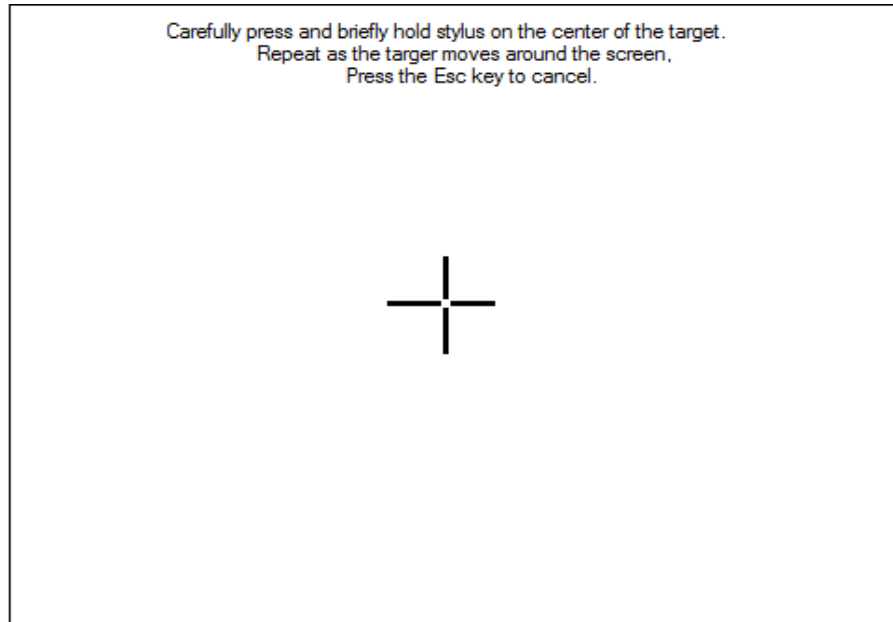 Carefully press and briefly hold stylus on the center of the target.
Repeat as the targer moves around the screen,
Press the Esc key to cancel.